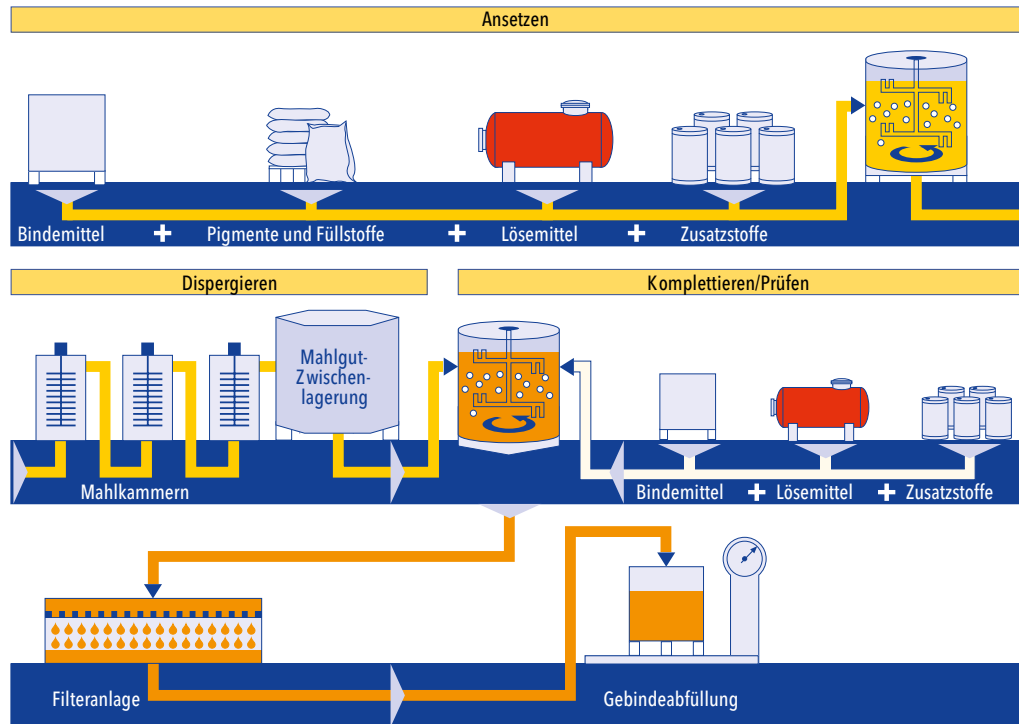 Ansetzen
Bindemittel + Pigmente und Füllstoffe + Lösemittel + Zusatzstoffe
Dispergieren
Komplettieren/Prüfen
Mahlgut-
Zwischen-
lagerung
Mahlkammern
Bindemittel + Lösemittel + Zusatzstoffe
Filteranlage
Gebindeabfüllung